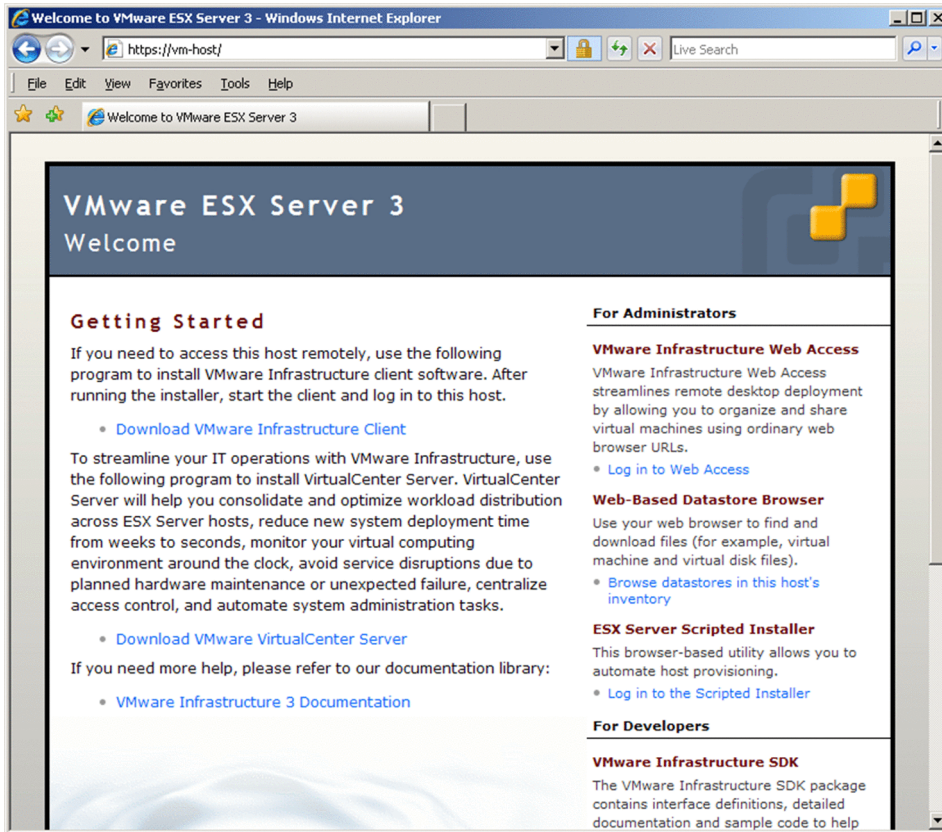 Welcome to VMware ESX Server 3 - Windows Internet Explorer
https://vm-host/
Live Search
File Edit View Favorites Tools Help
Welcome to VMware ESX Server 3
VMware ESX Server 3
Welcome
Getting Started
If you need to access this host remotely, use the following
program to install VMware Infrastructure client software. After
running the installer, start the client and log in to this host.
• Download VMware Infrastructure Client
To streamline your IT operations with VMware Infrastructure, use
the following program to install VirtualCenter Server. VirtualCenter
Server will help you consolidate and optimize workload distribution
across ESX Server hosts, reduce new system deployment time
from weeks to seconds, monitor your virtual computing
environment around the clock, avoid service disruptions due to
planned hardware maintenance or unexpected failure, centralize
access control, and automate system administration tasks.
• Download VMware VirtualCenter Server
If you need more help, please refer to our documentation library:
• VMware Infrastructure 3 Documentation
For Administrators
VMware Infrastructure Web Access
VMware Infrastructure Web Access
streamlines remote desktop deployment
by allowing you to organize and share
virtual machines using ordinary web
browser URLs.
• Log in to Web Access
Web-Based Datastore Browser
Use your web browser to find and
download files (for example, virtual
machine and virtual disk files).
• Browse datastores in this host's
inventory
ESX Server Scripted Installer
This browser-based utility allows you to
automate host provisioning.
• Log in to the Scripted Installer
For Developers
VMware Infrastructure SDK
The VMware Infrastructure SDK package
contains interface definitions, detailed
documentation and sample code to help